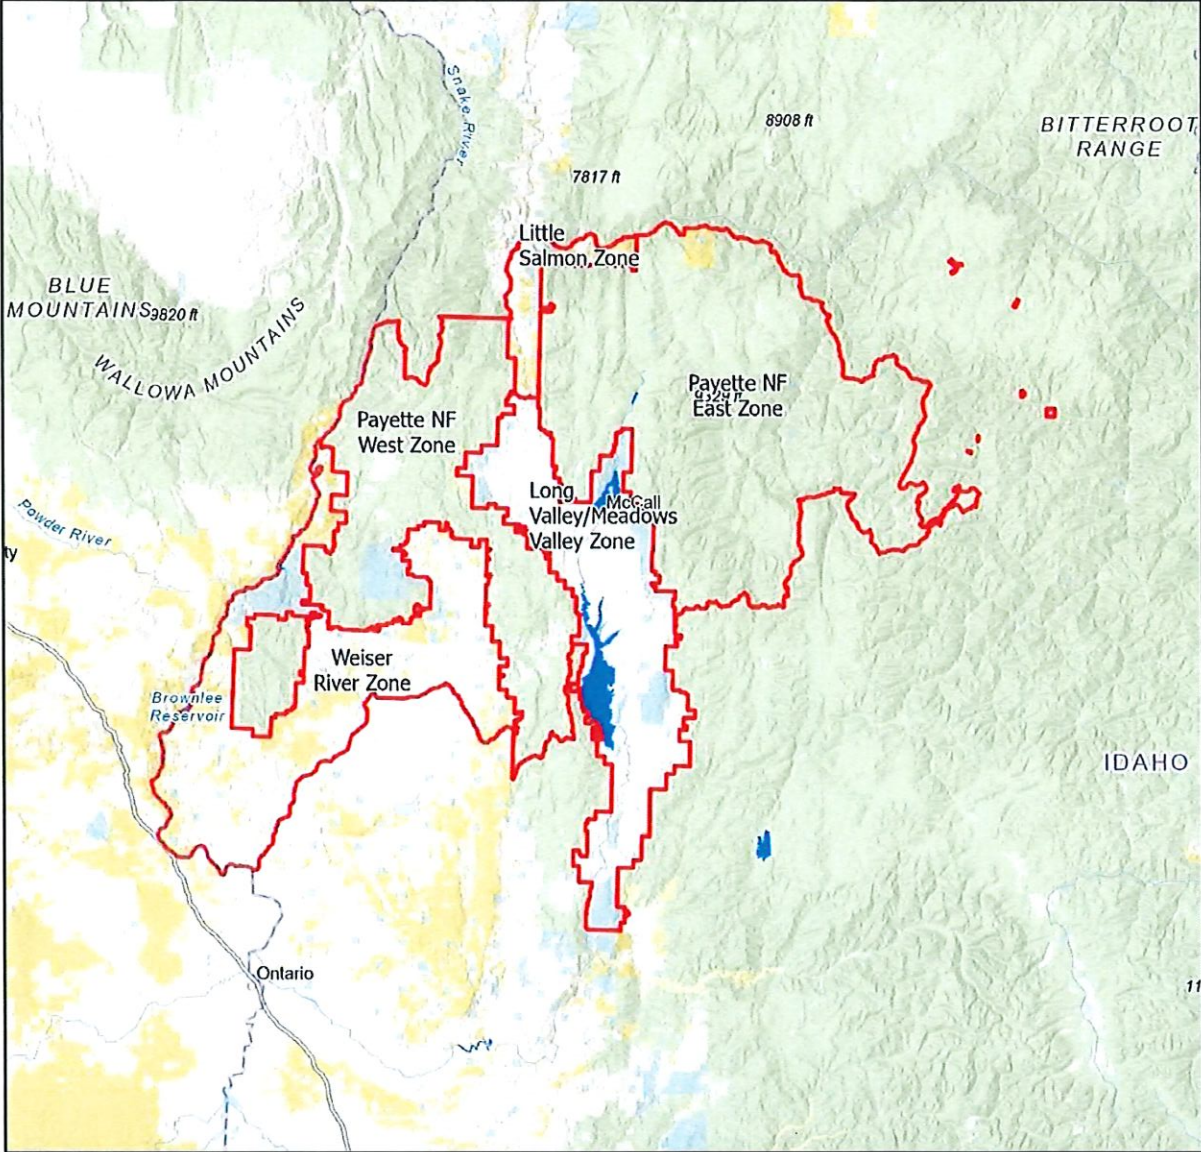 Snake River
8908 ft
BITTERROOT
RANGE
7817 ft
Little
Salmon Zone
BLUE
MOUNTAINS
9820 ft
WALLOWA MOUNTAINS
Payette NF
East Zone
Payette NF
West Zone
Long
McCall
Valley/Meadows
Valley Zone
Powder River
ty
Weiser
River Zone
Brownlee
Reservoir
IDAHO
Ontario
11